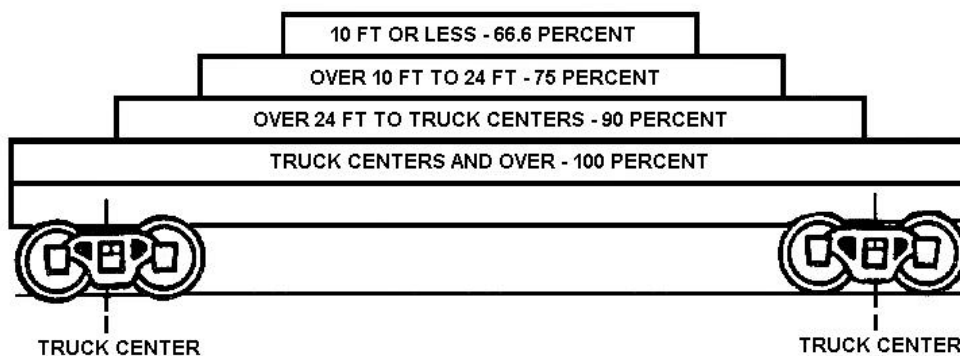 10 FT OR LESS - 66.6 PERCENT
OVER 10 FT TO 24 FT - 75 PERCENT
OVER 24 FT TO TRUCK CENTERS - 90 PERCENT
TRUCK CENTERS AND OVER - 100 PERCENT
TRUCK CENTER
TRUCK CENTER